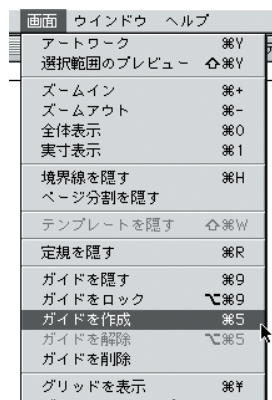 画面 ウインドウ ヘルプ
アートワーク ⌘Y
選択範囲のプレビュー ⇧⌘Y
ズームイン ⌘+
ズームアウト ⌘-
全体表示 ⌘0
実寸表示 ⌘1
境界線を隠す ⌘H
ページ分割を隠す
テンプレートを隠す ⇧⌘W
定規を隠す ⌘R
ガイドを隠す ⌘9
ガイドをロック ⌥⌘9
ガイドを作成 ⌘5
ガイドを解除 ⌥⌘5
ガイドを削除
グリッドを表示 ⌘¥